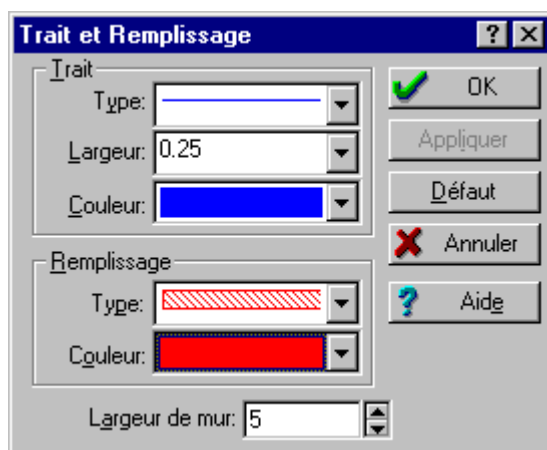 Trait et Remplissage
Trait
Type:
Largeur: 0.25
Couleur:
Remplissage
Type:
Couleur:
Largeur de mur: 5
OK
Appliquer
Défaut
Annuler
Aide